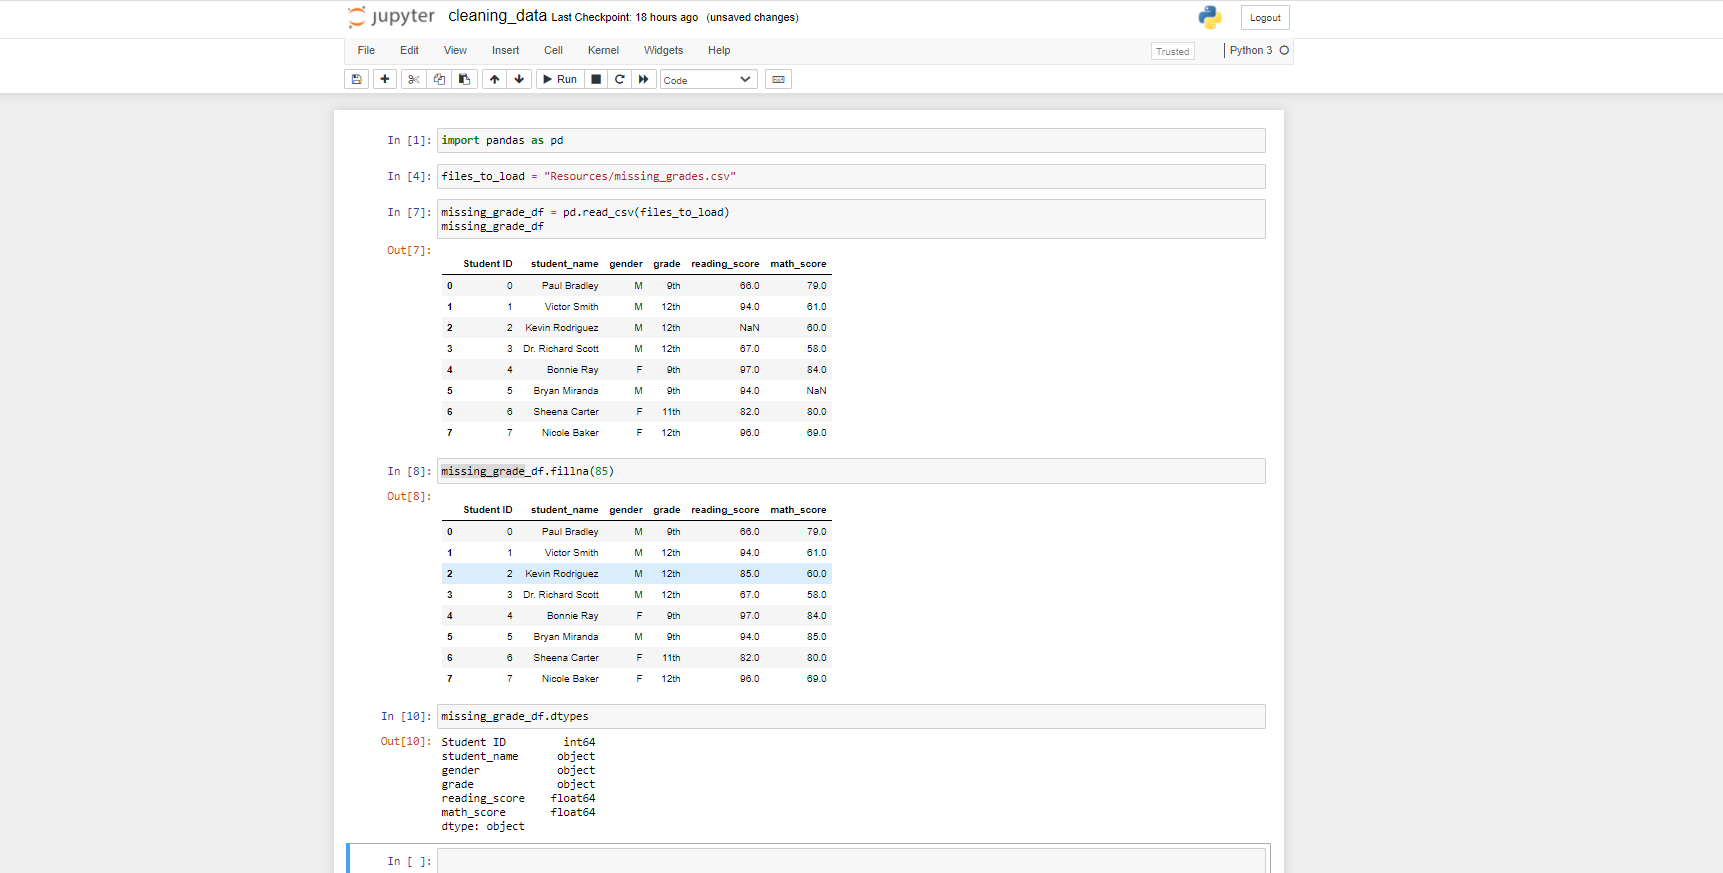 jupyter cleaning_data Last Checkpoint: 18 hours ago (unsaved changes) Logout
File Edit View Insert Cell Kernel Widgets Help Trusted Python 3
Run Code
In [1]: import pandas as pd
In [4]: files_to_load = "Resources/missing_grades.csv"
In [7]: missing_grade_df = pd.read_csv(files_to_load)
missing_grade_df
Out[7]:
Student ID student_name gender grade reading_score math_score
0 0 Paul Bradley M 9th 66.0 79.0
1 1 Victor Smith M 12th 94.0 61.0
2 2 Kevin Rodriguez M 12th NaN 60.0
3 3 Dr. Richard Scott M 12th 67.0 58.0
4 4 Bonnie Ray F 9th 97.0 84.0
5 5 Bryan Miranda M 9th 94.0 NaN
6 6 Sheena Carter F 11th 82.0 80.0
7 7 Nicole Baker F 12th 96.0 69.0
In [8]: missing_grade_df.fillna(85)
Out[8]:
Student ID student_name gender grade reading_score math_score
0 0 Paul Bradley M 9th 66.0 79.0
1 1 Victor Smith M 12th 94.0 61.0
2 2 Kevin Rodriguez M 12th 85.0 60.0
3 3 Dr. Richard Scott M 12th 67.0 58.0
4 4 Bonnie Ray F 9th 97.0 84.0
5 5 Bryan Miranda M 9th 94.0 85.0
6 6 Sheena Carter F 11th 82.0 80.0
7 7 Nicole Baker F 12th 96.0 69.0
In [10]: missing_grade_df.dtypes
Out[10]: Student ID int64
student_name object
gender object
grade object
reading_score float64
math_score float64
dtype: object
In [ ]: